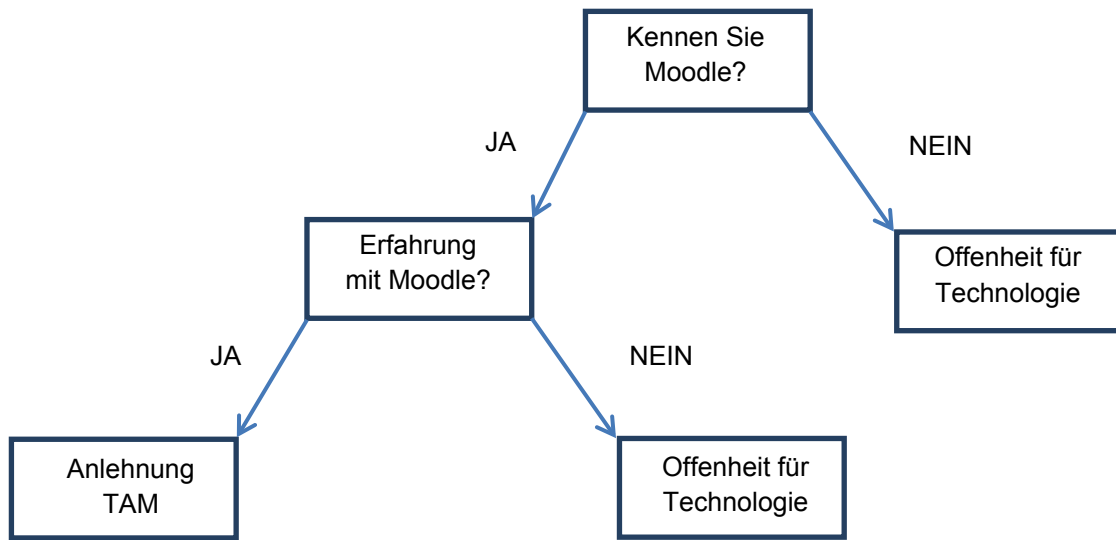 Kennen Sie
Moodle?
JA
NEIN
Erfahrung
mit Moodle?
Offenheit für
Technologie
JA
NEIN
Anlehnung
TAM
Offenheit für
Technologie